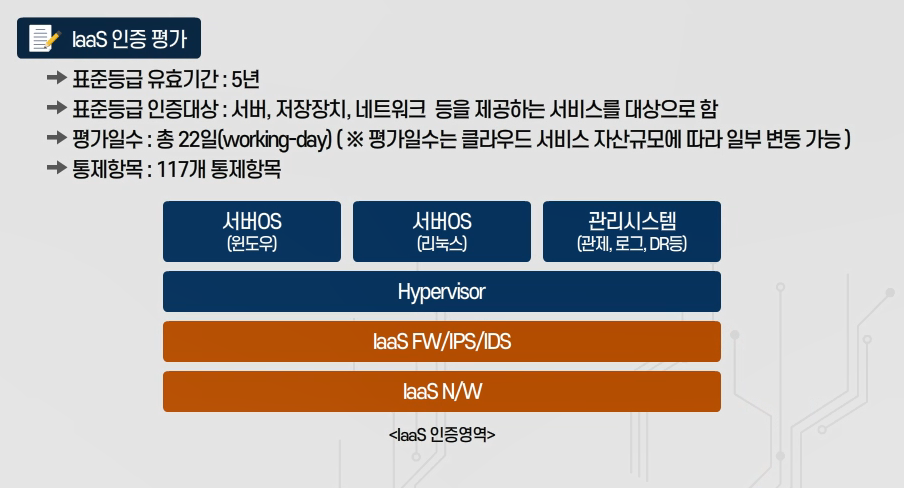 IaaS 인증 평가
➔ 표준등급 유효기간 : 5년
➔ 표준등급 인증대상 : 서버, 저장장치, 네트워크 등을 제공하는 서비스를 대상으로 함
➔ 평가일수 : 총 22일(working-day) ( ※ 평가일수는 클라우드 서비스 자산규모에 따라 일부 변동 가능 )
➔ 통제항목 : 117개 통제항목
서버OS
(윈도우)
서버OS
(리눅스)
관리시스템
(관제, 로그, DR등)
Hypervisor
IaaS FW/IPS/IDS
IaaS N/W
<IaaS 인증영역>